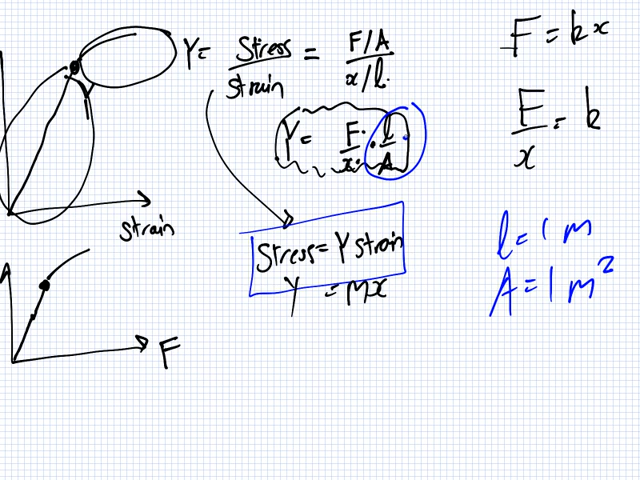 Y = Stress / strain = F/A / x/l
F = kx
Y = F/x · l/A
F/x = k
strain
Stress = Y strain
Y = mx
l = 1 m
A = 1 m²
F